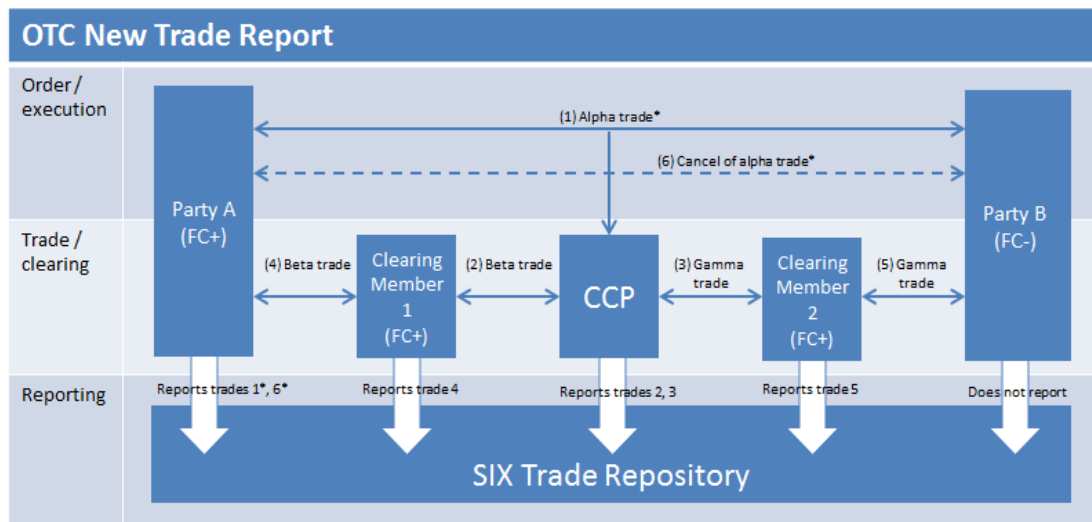 OTC New Trade Report
Order /
execution
(1) Alpha trade*
(6) Cancel of alpha trade*
Party A
(FC+)
Party B
(FC-)
Trade /
clearing
(4) Beta trade
Clearing
Member
1
(FC+)
(2) Beta trade
CCP
(3) Gamma
trade
Clearing
Member
2
(FC+)
(5) Gamma
trade
Reporting
Reports trades 1*, 6*
Reports trade 4
Reports trades 2, 3
Reports trade 5
Does not report
SIX Trade Repository